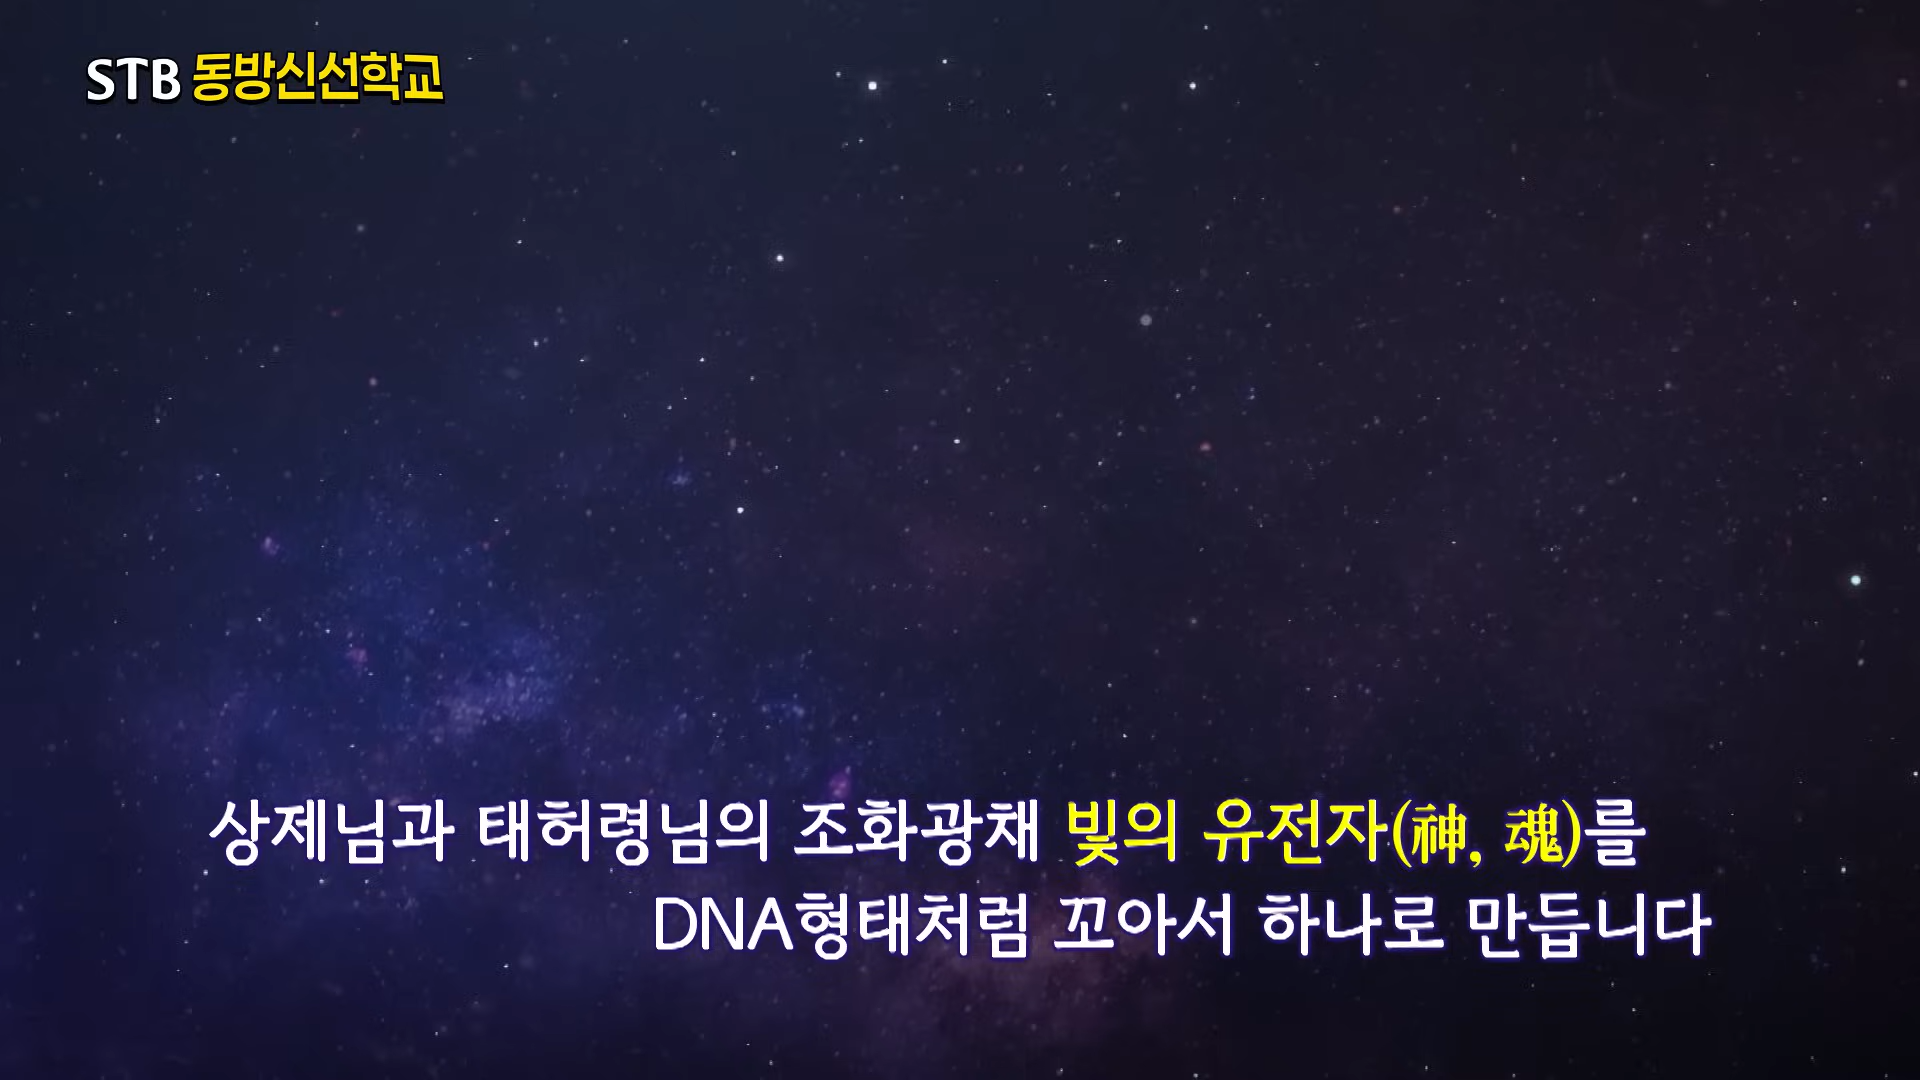 STB 동방신선학교
상제님과 태허령님의 조화광채 빛의 유전자(神, 魂)를
DNA형태처럼 꼬아서 하나로 만듭니다